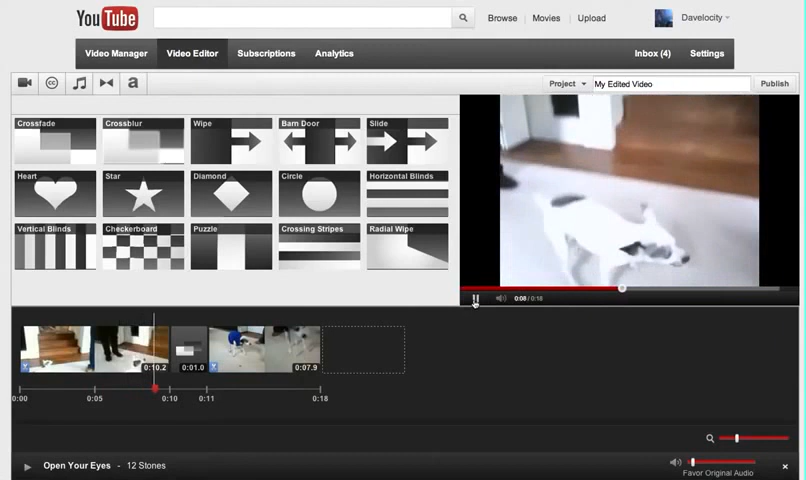 YouTube
Browse Movies Upload
Davelocity
Video Manager Video Editor Subscriptions Analytics
Inbox (4) Settings
cc a
Project My Edited Video Publish
Crossfade Crossblur Wipe Barn Door Slide
Heart Star Diamond Circle Horizontal Blinds
Vertical Blinds Checkerboard Puzzle Crossing Stripes Radial Wipe
0:08 / 0:18
0:10.2 0:01.0 0:07.9
0:00 0:05 0:10 0:11 0:18
Open Your Eyes - 12 Stones
Favor Original Audio